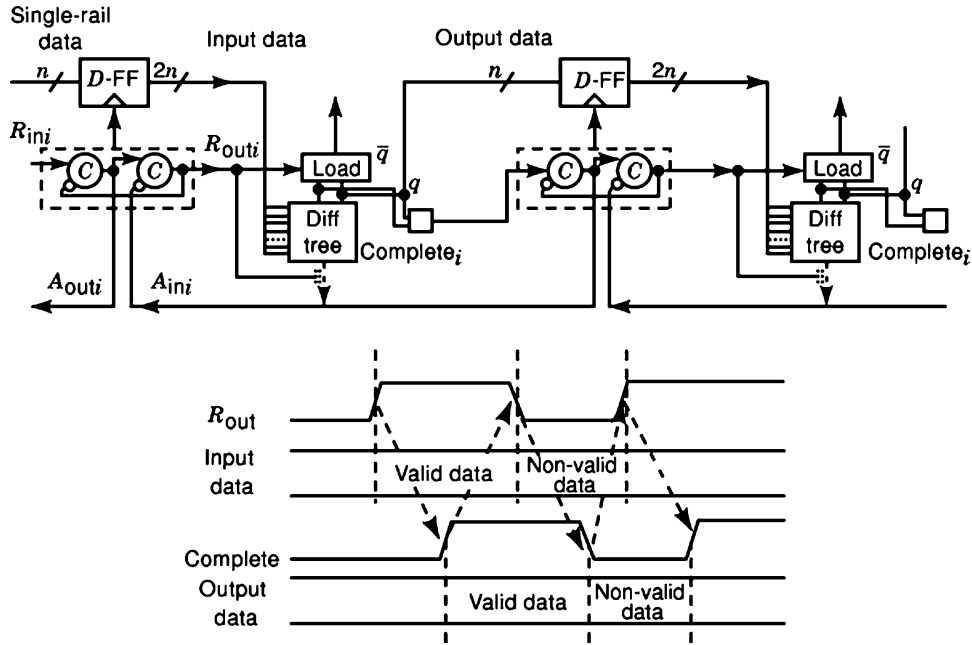 Single-rail
data
Input data
Output data
n
D-FF
2n
n
D-FF
2n
R_ini
C
C
R_outi
Load
q̄
q
C
C
Load
q̄
q
Diff
tree
Complete_i
Diff
tree
Complete_i
A_outi
A_ini
R_out
Input
data
Valid data
Non-valid
data
Complete
Output
data
Valid data
Non-valid
data